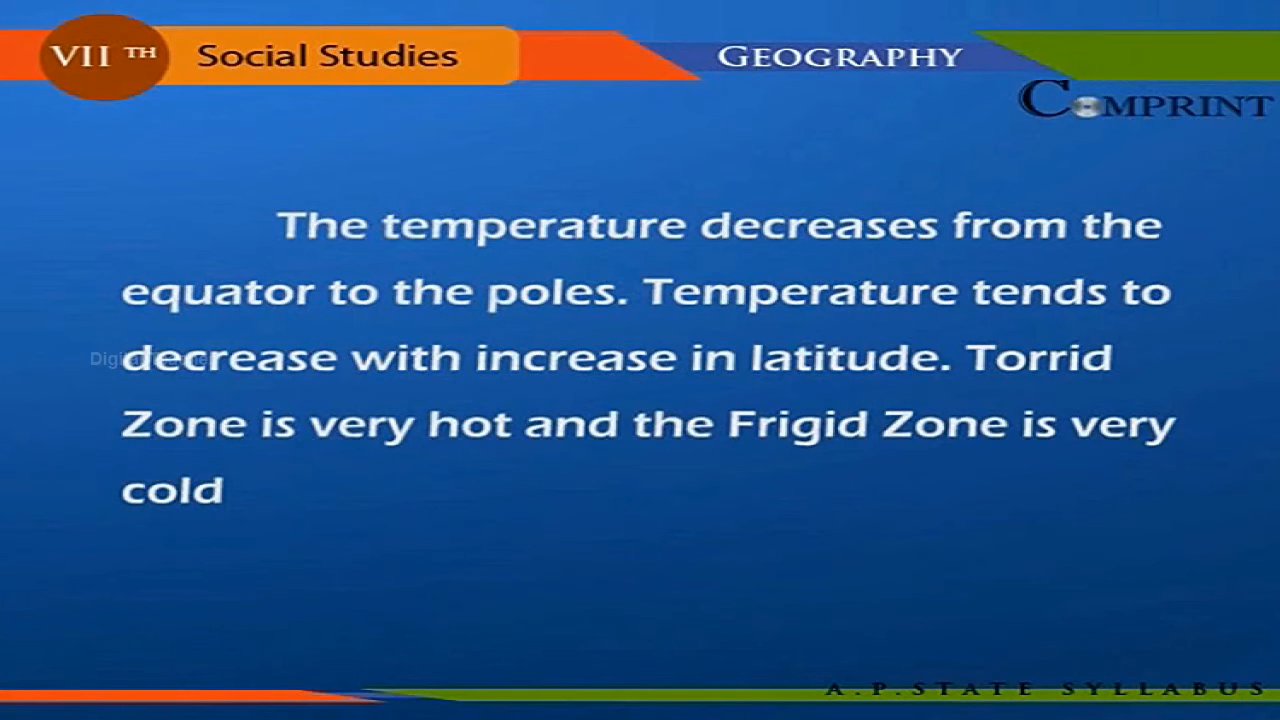 VII TH Social Studies
GEOGRAPHY
COMPRINT
The temperature decreases from the
equator to the poles. Temperature tends to
decrease with increase in latitude. Torrid
Zone is very hot and the Frigid Zone is very
cold
A.P.STATE SYLLABUS